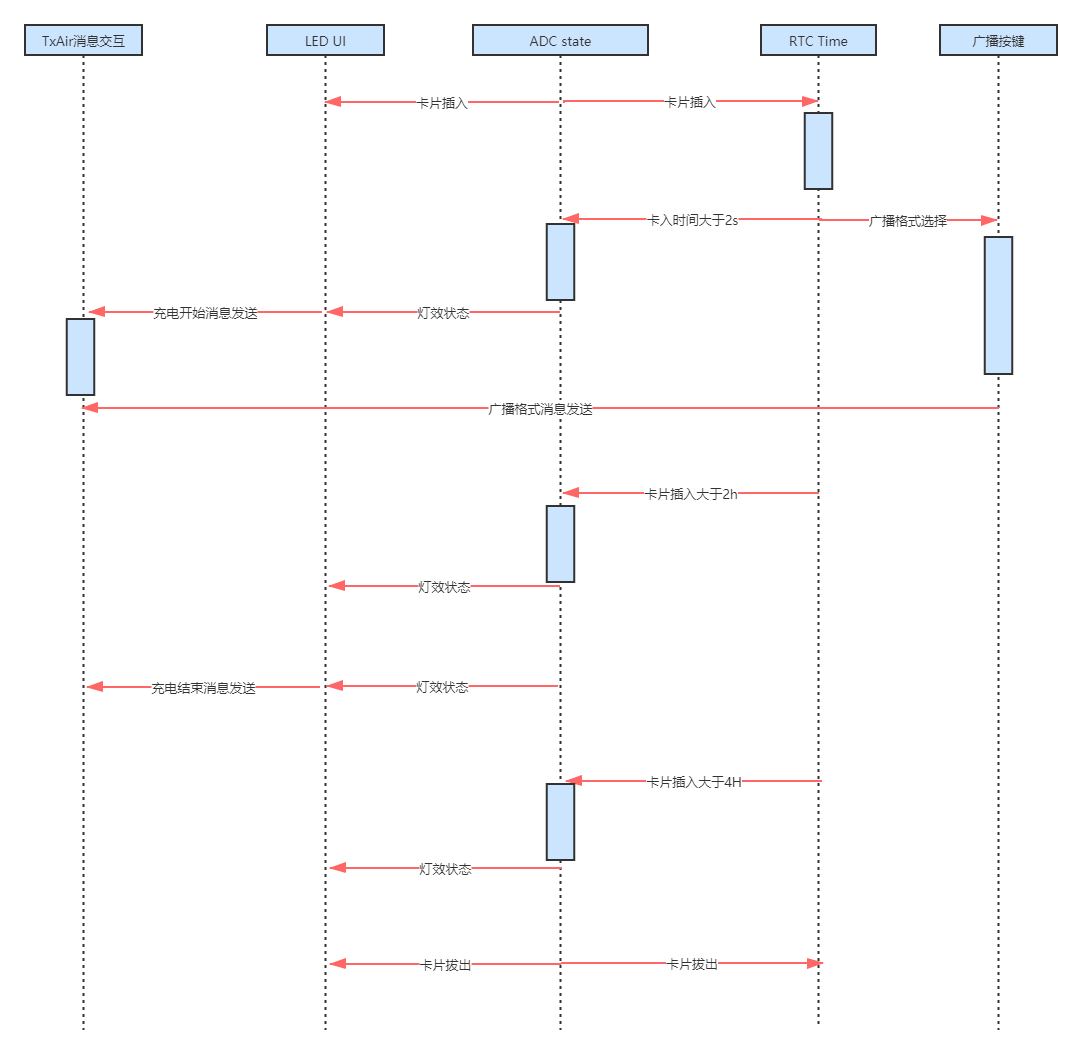 TxAir消息交互
LED UI
ADC state
RTC Time
广播按键
卡片插入
卡片插入
卡入时间大于2s
广播格式选择
充电开始消息发送
灯效状态
广播格式消息发送
卡片插入大于2h
灯效状态
充电结束消息发送
灯效状态
卡片插入大于4H
灯效状态
卡片拔出
卡片拔出